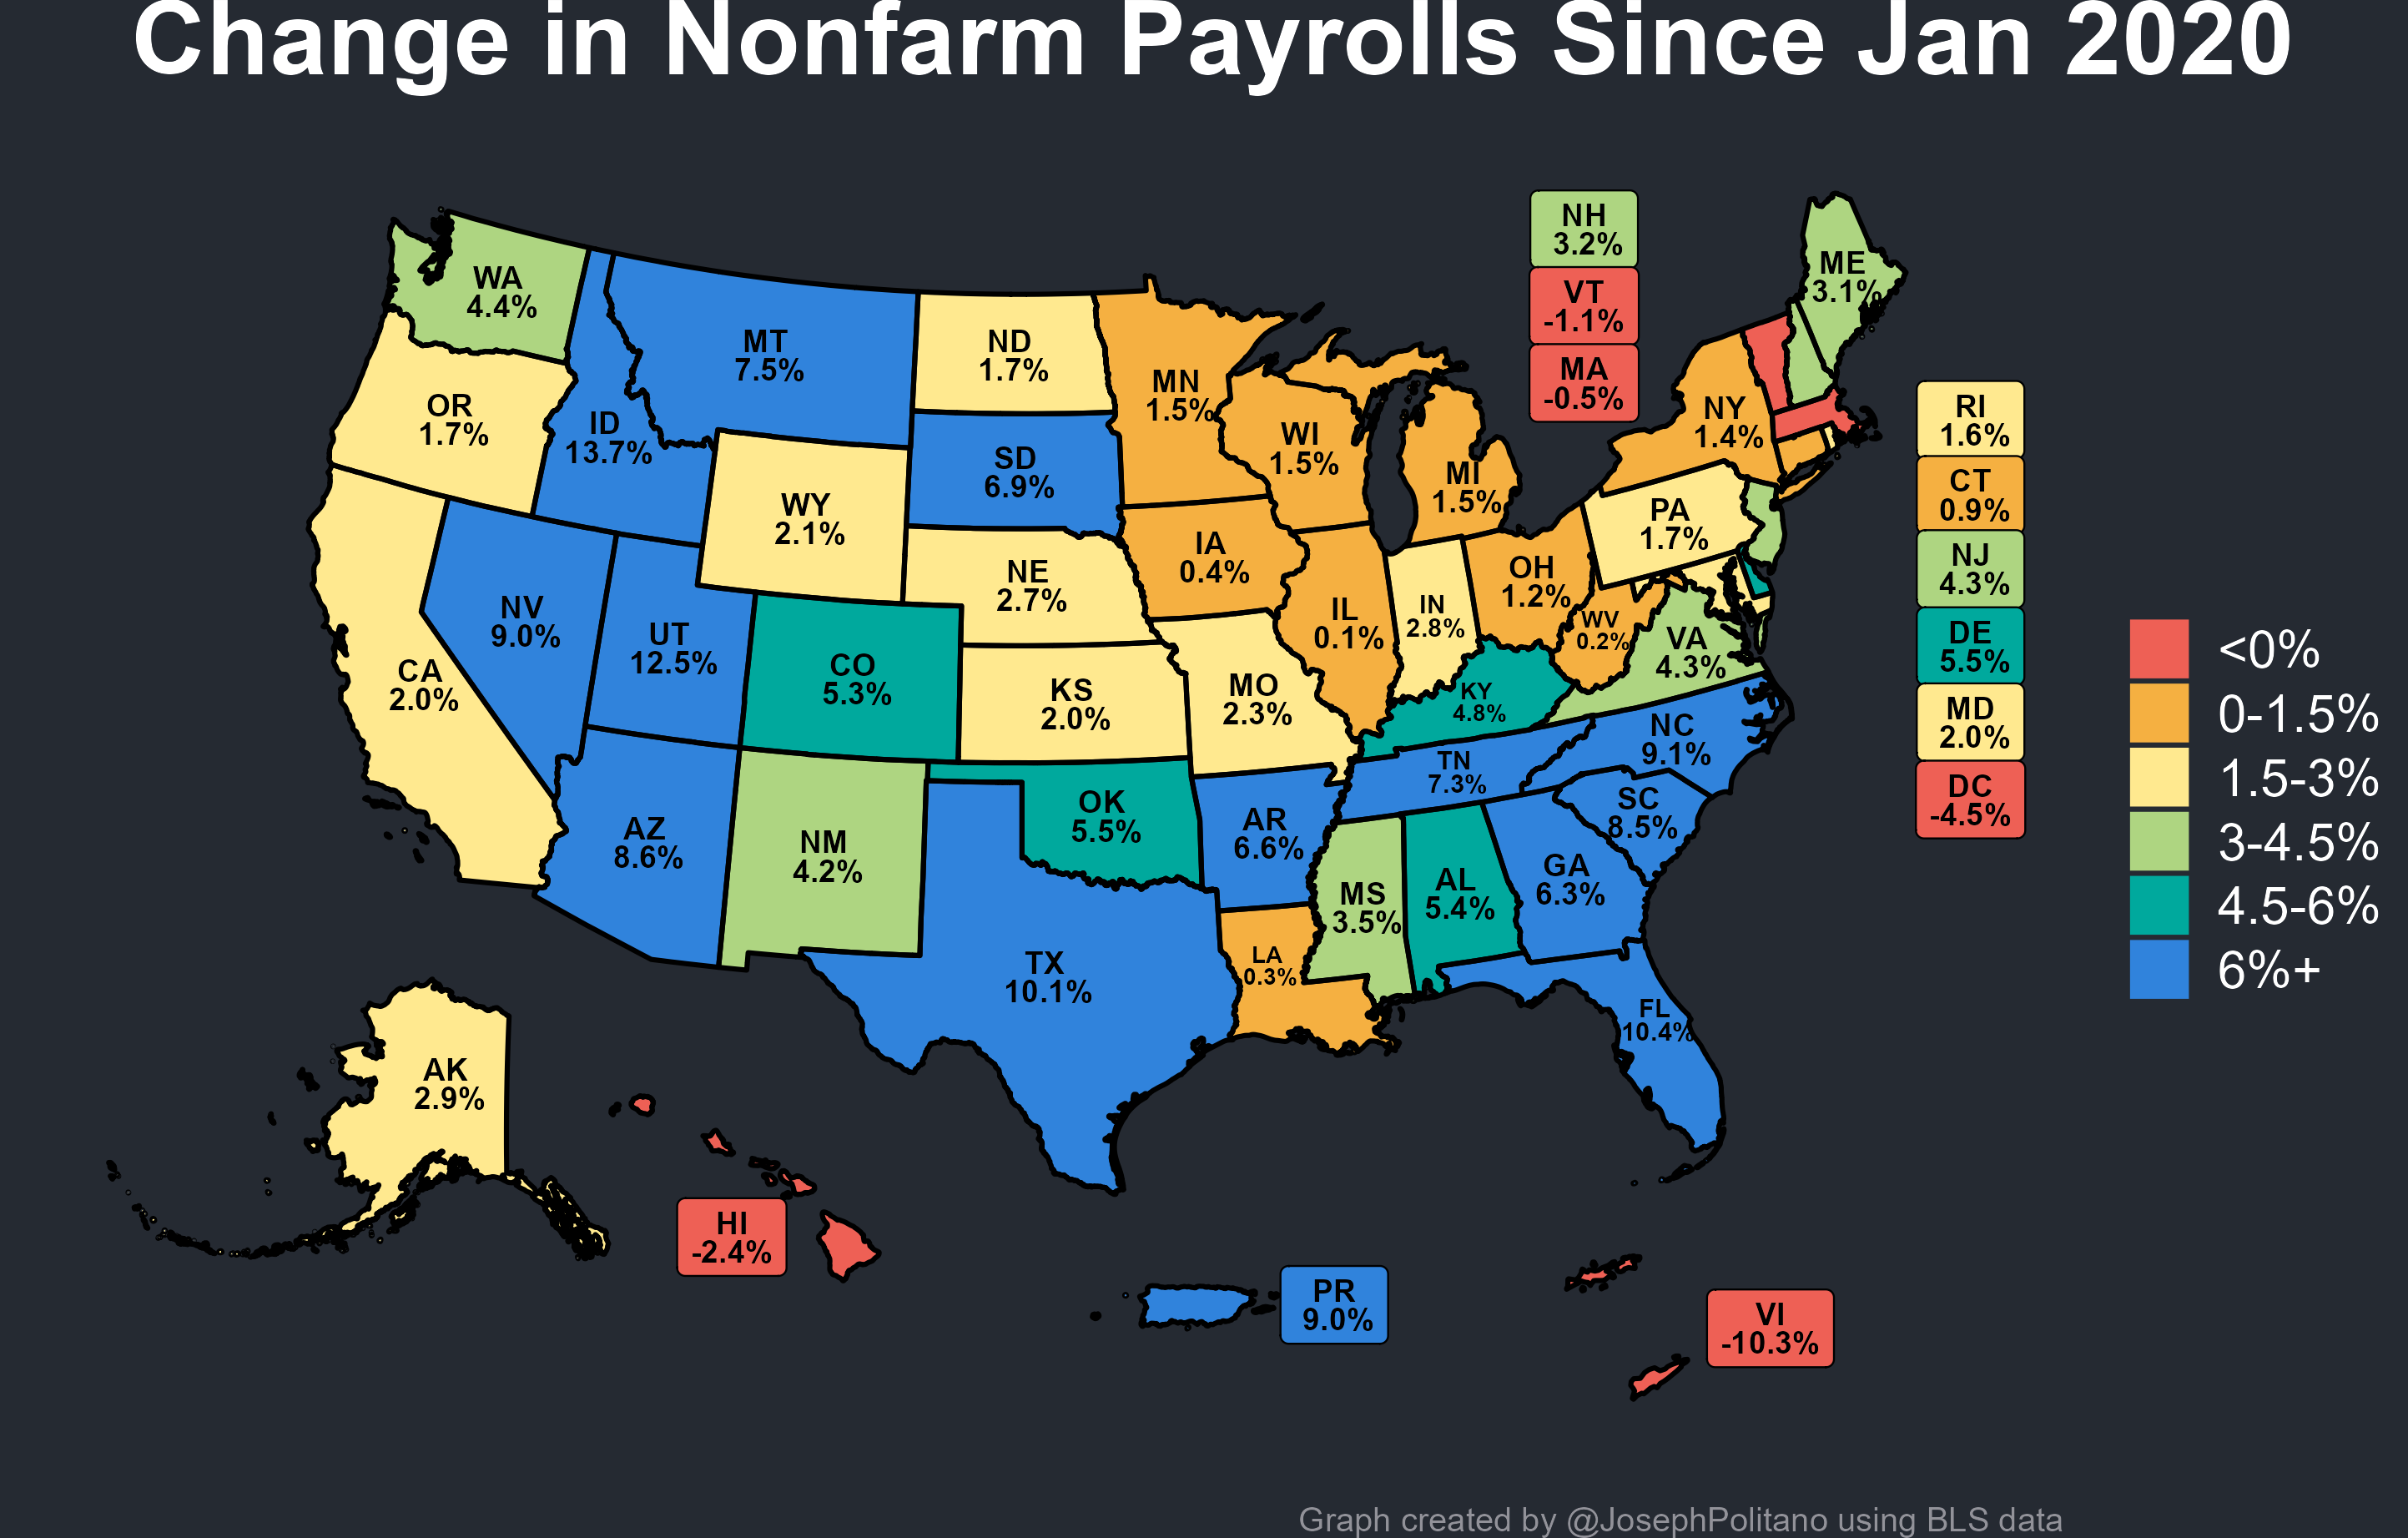 Change in Nonfarm Payrolls Since Jan 2020
NH
3.2%
VT
-1.1%
MA
-0.5%
ME
3.1%
WA
4.4%
MT
7.5%
ND
1.7%
MN
1.5%
OR
1.7%
ID
13.7%
SD
6.9%
WI
1.5%
MI
1.5%
NY
1.4%
RI
1.6%
CT
0.9%
NJ
4.3%
DE
5.5%
MD
2.0%
DC
-4.5%
WY
2.1%
PA
1.7%
IA
0.4%
NE
2.7%
OH
1.2%
IN
2.8%
IL
0.1%
WV
0.2%
VA
4.3%
NV
9.0%
UT
12.5%
CO
5.3%
CA
2.0%
KS
2.0%
MO
2.3%
KY
4.8%
NC
9.1%
TN
7.3%
SC
8.5%
AZ
8.6%
NM
4.2%
OK
5.5%
AR
6.6%
MS
3.5%
AL
5.4%
GA
6.3%
TX
10.1%
LA
0.3%
FL
10.4%
AK
2.9%
HI
-2.4%
PR
9.0%
VI
-10.3%
<0%
0-1.5%
1.5-3%
3-4.5%
4.5-6%
6%+
Graph created by @JosephPolitano using BLS data